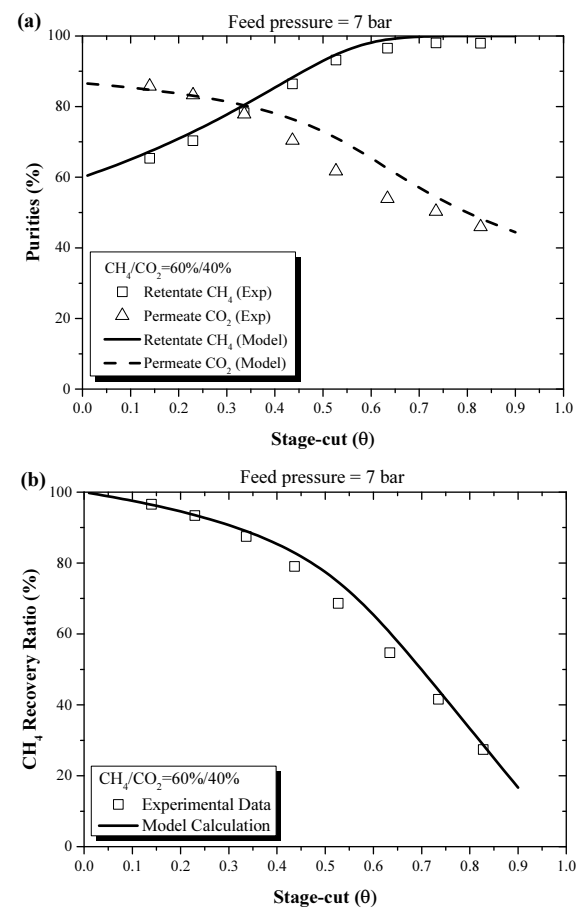 (a)
Feed pressure = 7 bar
100
80
60
40
20
0
Purities (%)
CH₄/CO₂=60%/40%
Retentate CH₄ (Exp)
Permeate CO₂ (Exp)
Retentate CH₄ (Model)
Permeate CO₂ (Model)
0.0 0.1 0.2 0.3 0.4 0.5 0.6 0.7 0.8 0.9 1.0
Stage-cut (θ)
(b)
Feed pressure = 7 bar
100
80
60
40
20
0
CH₄ Recovery Ratio (%)
CH₄/CO₂=60%/40%
Experimental Data
Model Calculation
0.0 0.1 0.2 0.3 0.4 0.5 0.6 0.7 0.8 0.9 1.0
Stage-cut (θ)